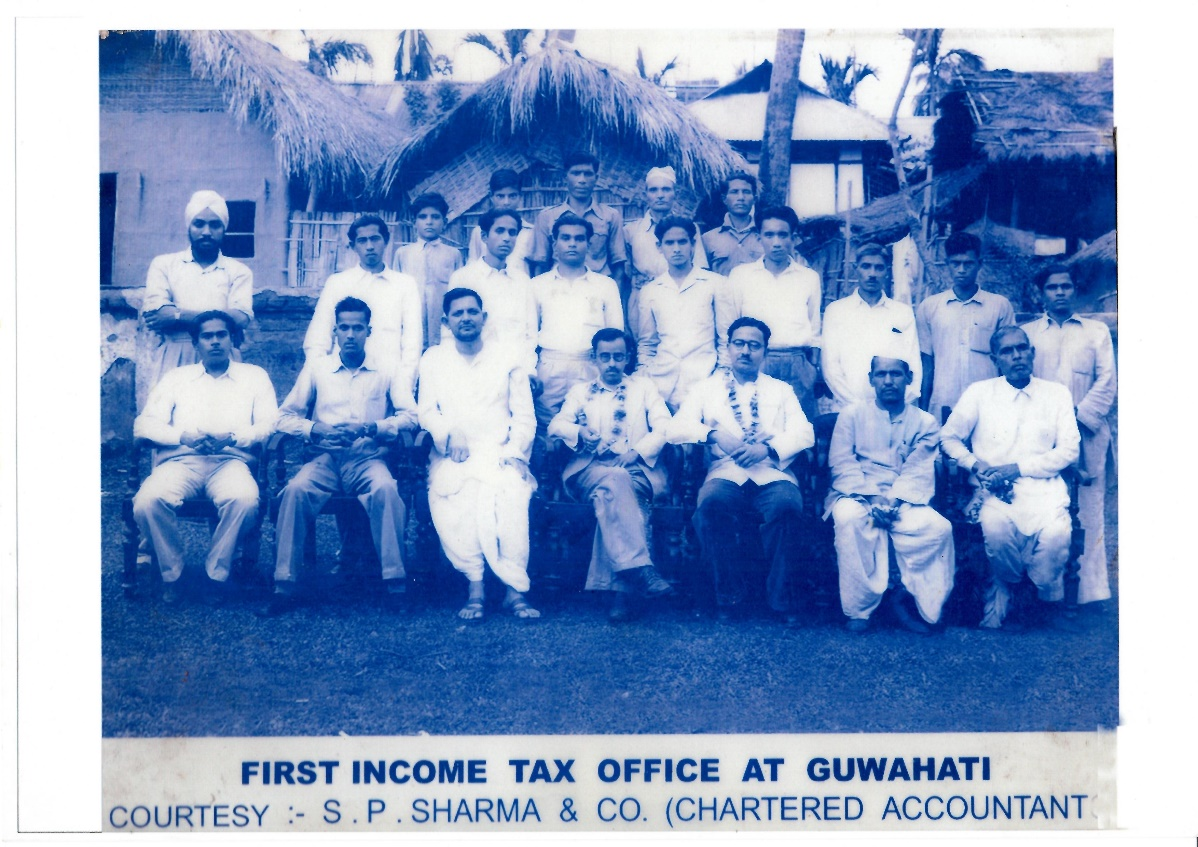 FIRST INCOME TAX OFFICE AT GUWAHATI
COURTESY :- S . P . SHARMA & CO. (CHARTERED ACCOUNTANT